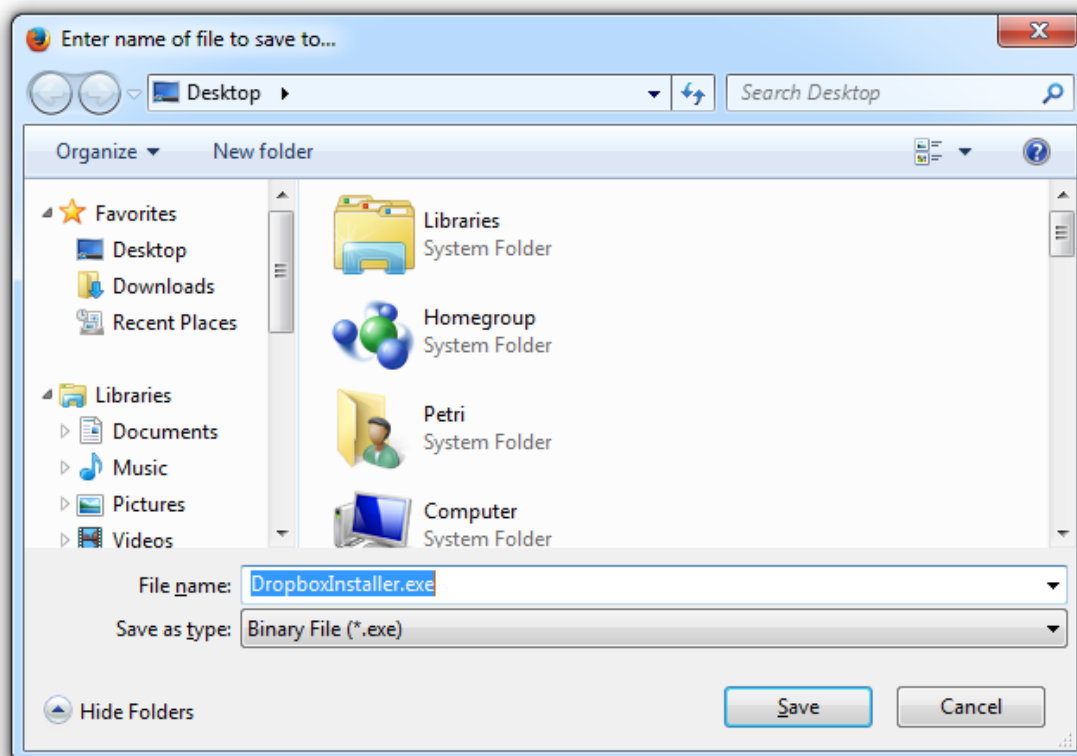 Enter name of file to save to...
Desktop
Search Desktop
Organize
New folder
Favorites
Desktop
Downloads
Recent Places
Libraries
Documents
Music
Pictures
Videos
Libraries
System Folder
Homegroup
System Folder
Petri
System Folder
Computer
System Folder
File name: DropboxInstaller.exe
Save as type: Binary File (*.exe)
Hide Folders
Save
Cancel